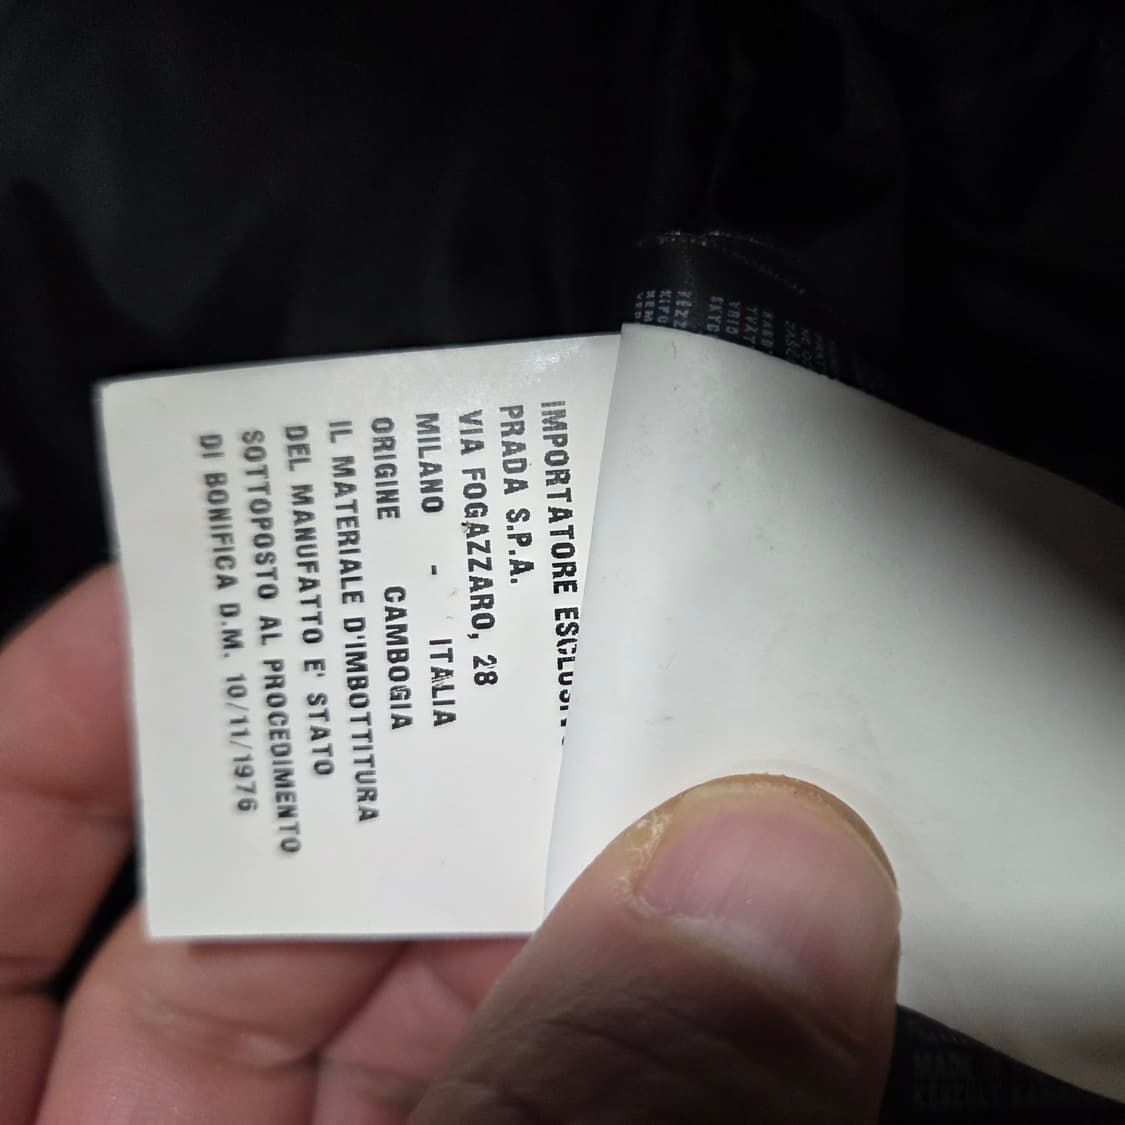 IMPORTATORE ESCLUSIVO
PRADA S.P.A.
VIA FOGAZZARO, 28
MILANO - ITALIA
ORIGINE CAMBOGIA
IL MATERIALE D'IMBOTTITURA
DEL MANUFATTO E' STATO
SOTTOPOSTO AL PROCEDIMENTO
DI BONIFICA D.M. 10/11/1976